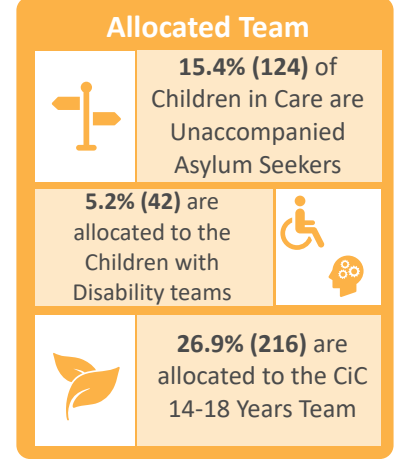 Allocated Team
15.4% (124) of
Children in Care are
Unaccompanied
Asylum Seekers
5.2% (42) are
allocated to the
Children with
Disability teams
26.9% (216) are
allocated to the CiC
14-18 Years Team